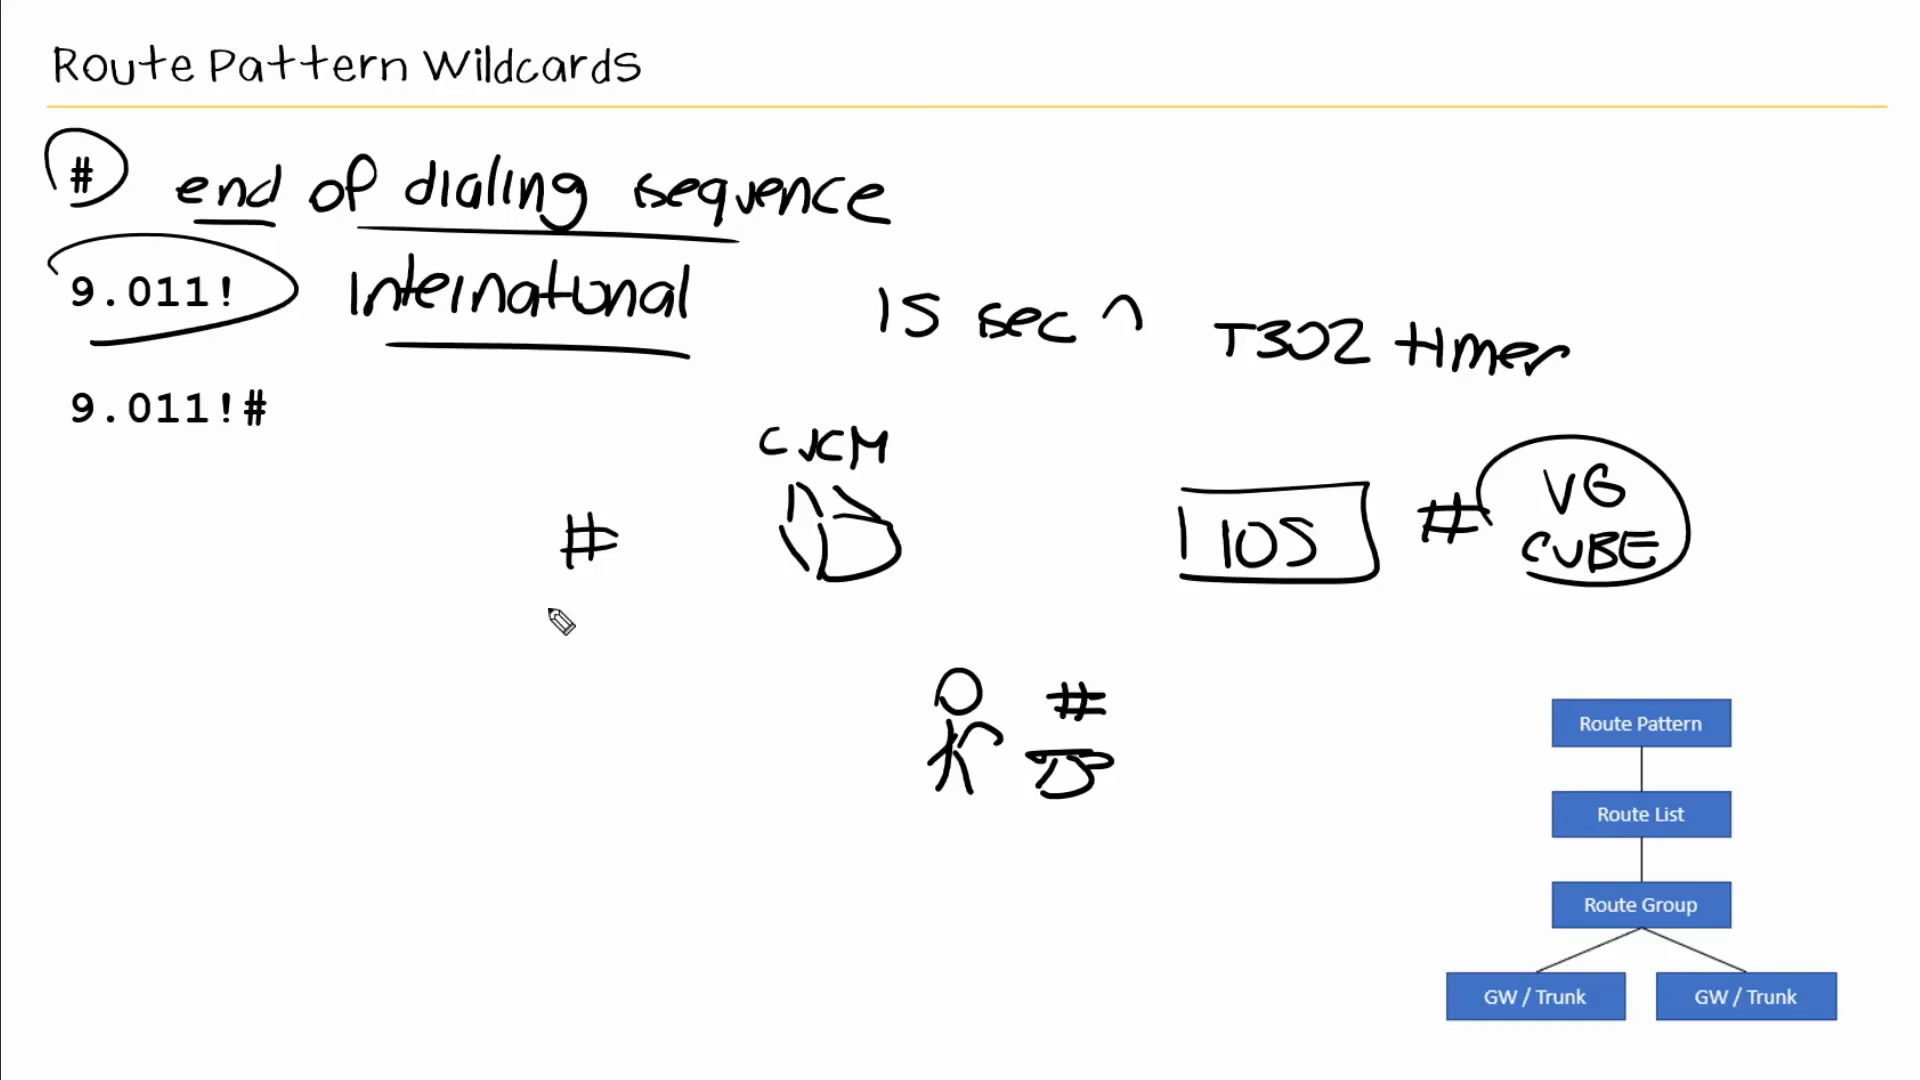 Route Pattern Wildcards
# end of dialing sequence
9.011! International 15 sec T302 timer
9.011!#
CUCM
# IOS # VG
CUBE
#
Route Pattern
Route List
Route Group
GW / Trunk GW / Trunk